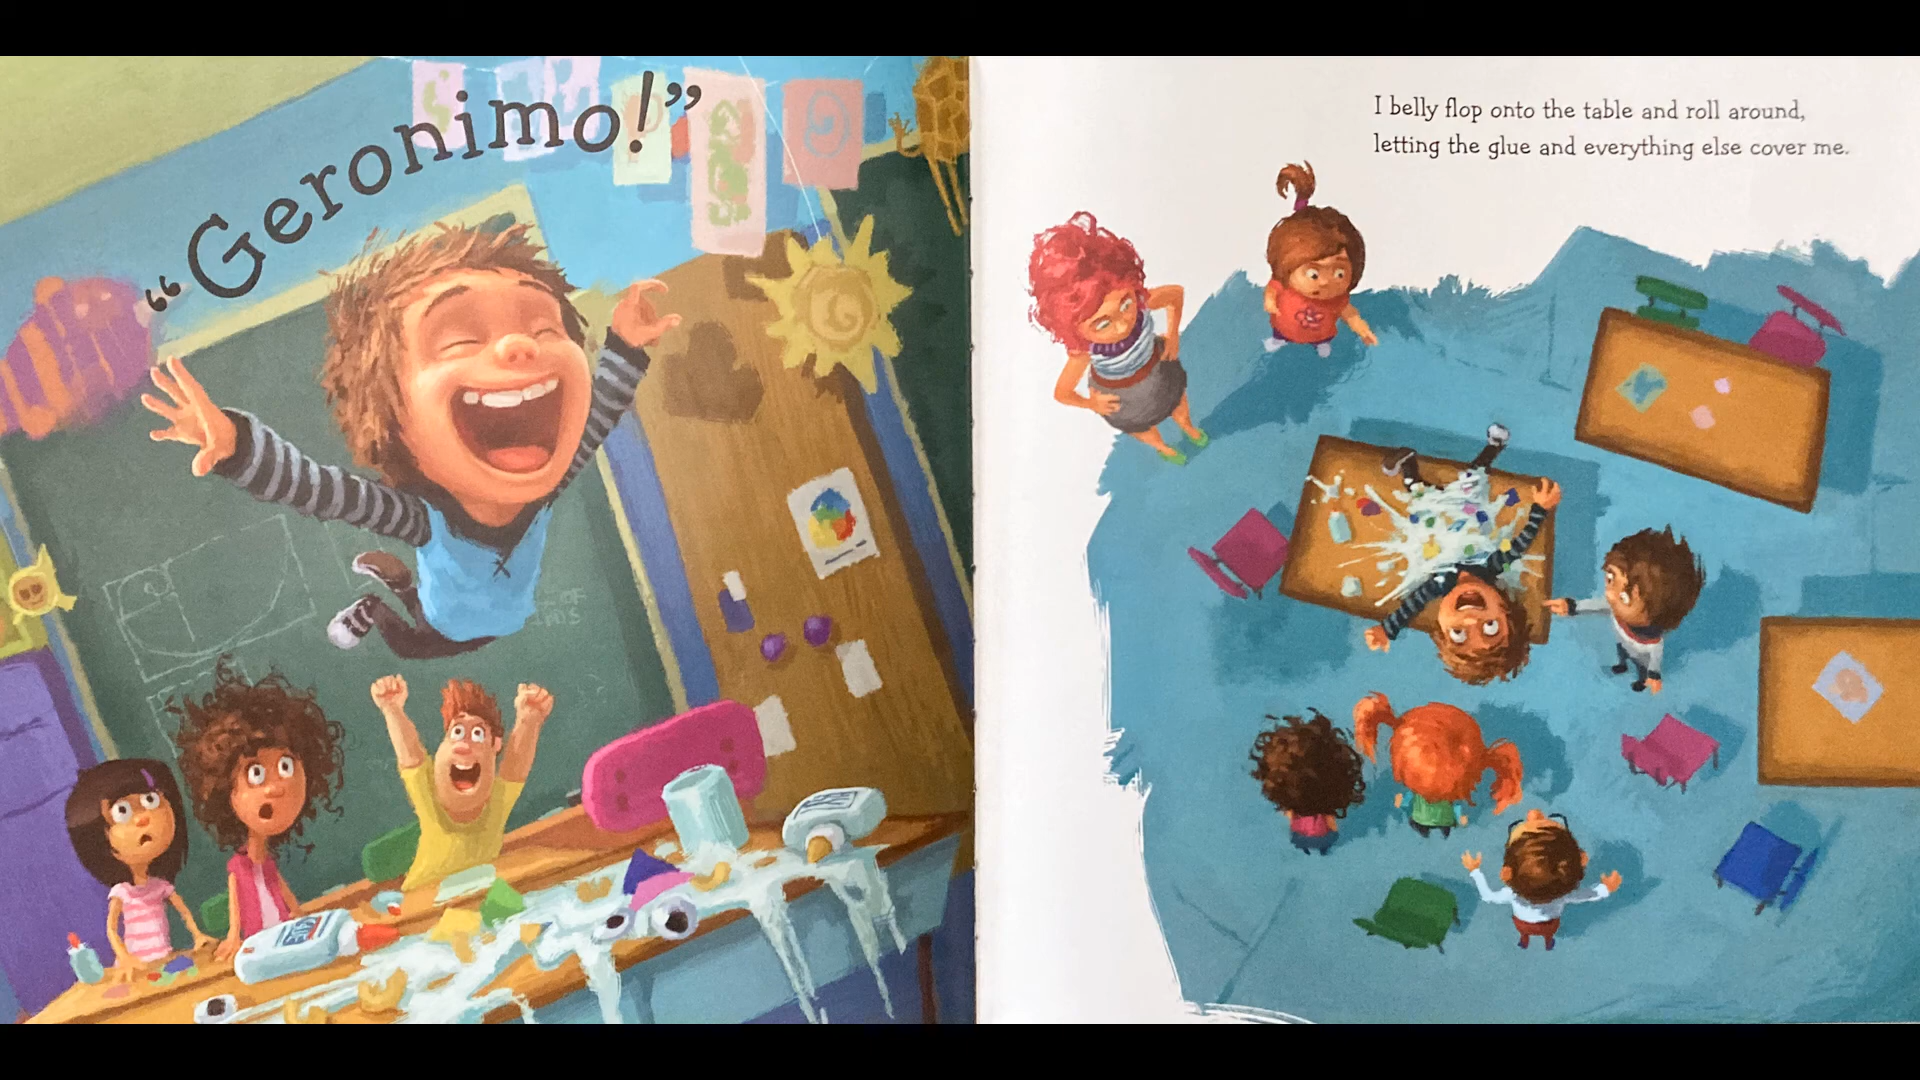 “Geronimo!”
I belly flop onto the table and roll around,
letting the glue and everything else cover me.